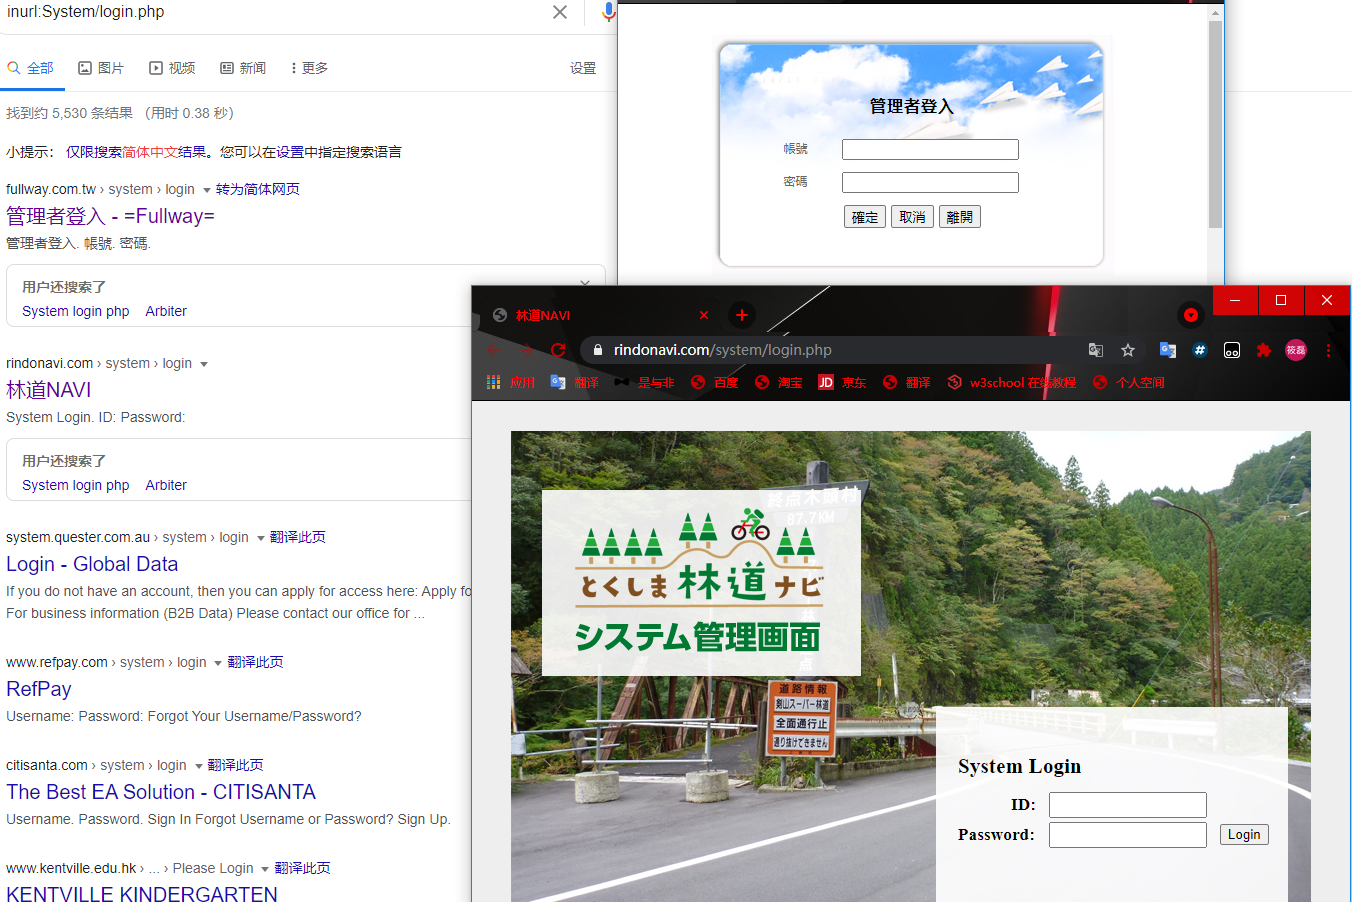 inurl:System/login.php
全部
图片
视频
新闻
更多
设置
找到约 5,530 条结果 （用时 0.38 秒）
小提示： 仅限搜索简体中文结果。您可以在设置中指定搜索语言
fullway.com.tw › system › login 转为简体网页
管理者登入 - =Fullway=
管理者登入. 帳號. 密碼.
用户还搜索了
System login php Arbiter
rindonavi.com › system › login
林道NAVI
System Login. ID: Password:
用户还搜索了
System login php Arbiter
system.quester.com.au › system › login 翻译此页
Login - Global Data
If you do not have an account, then you can apply for access here: Apply fo
For business information (B2B Data) Please contact our office for ...
www.refpay.com › system › login 翻译此页
RefPay
Username: Password: Forgot Your Username/Password?
citisanta.com › system › login 翻译此页
The Best EA Solution - CITISANTA
Username. Password. Sign In Forgot Username or Password? Sign Up.
www.kentville.edu.hk › ... › Please Login 翻译此页
KENTVILLE KINDERGARTEN
管理者登入
帳號
密碼
確定 取消 離開
林道NAVI
rindonavi.com/system/login.php
筱磊
应用 翻译 是与非 百度 淘宝 JD 京东 翻译 w3school 在线教程 个人空间
終点木頭村
87.7KM
とくしま林道ナビ
システム管理画面
点
道路情報
剣山スーパー林道
全面通行止
通り抜けできません
System Login
ID:
Password:
Login